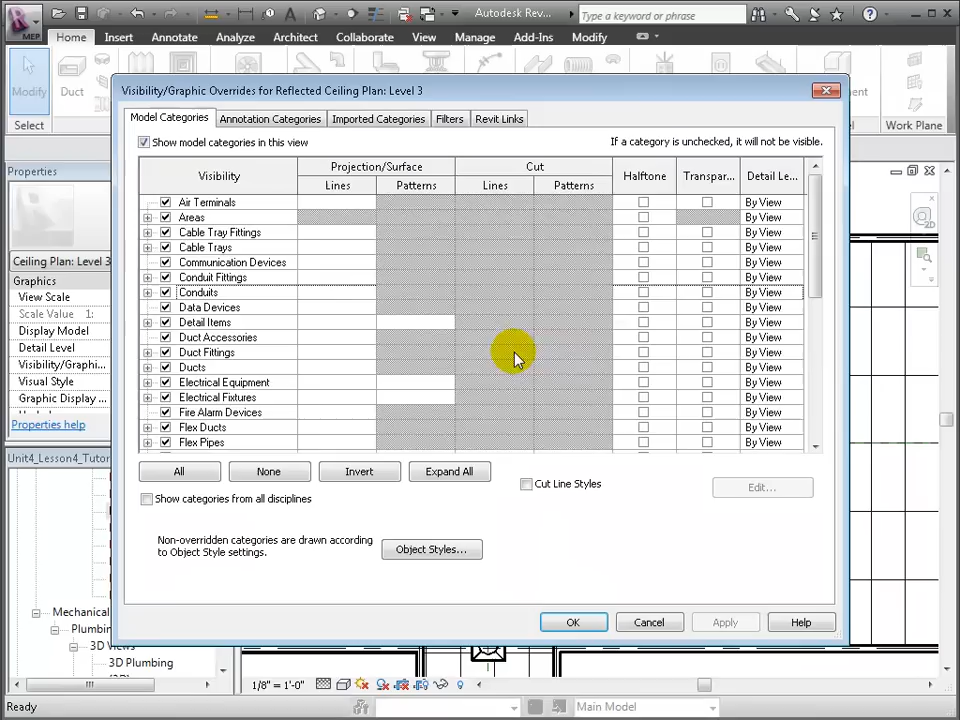 Autodesk Rev...
Type a keyword or phrase
MEP
Home Insert Annotate Analyze Architect Collaborate View Manage Add-Ins Modify
Modify
Duct
Select
Work Plane
Visibility/Graphic Overrides for Reflected Ceiling Plan: Level 3
Model Categories Annotation Categories Imported Categories Filters Revit Links
Show model categories in this view
If a category is unchecked, it will not be visible.
Visibility Projection/Surface Cut Halftone Transpar... Detail Le...
Lines Patterns Lines Patterns
Air Terminals By View
Areas By View
Cable Tray Fittings By View
Cable Trays By View
Communication Devices By View
Conduit Fittings By View
Conduits By View
Data Devices By View
Detail Items By View
Duct Accessories By View
Duct Fittings By View
Ducts By View
Electrical Equipment By View
Electrical Fixtures By View
Fire Alarm Devices By View
Flex Ducts By View
Flex Pipes By View
All None Invert Expand All
Cut Line Styles
Edit...
Show categories from all disciplines
Non-overridden categories are drawn according
to Object Style settings.
Object Styles...
OK Cancel Apply Help
Properties
Ceiling Plan: Level 3
Graphics
View Scale
Scale Value 1:
Display Model
Detail Level
Visibility/Graphi...
Visual Style
Graphic Display ...
Properties help
Unit4_Lesson4_Tutor
Mechanical
Plumbing
3D Views
3D Plumbing
1/8" = 1'-0"
Ready
Main Model
2D